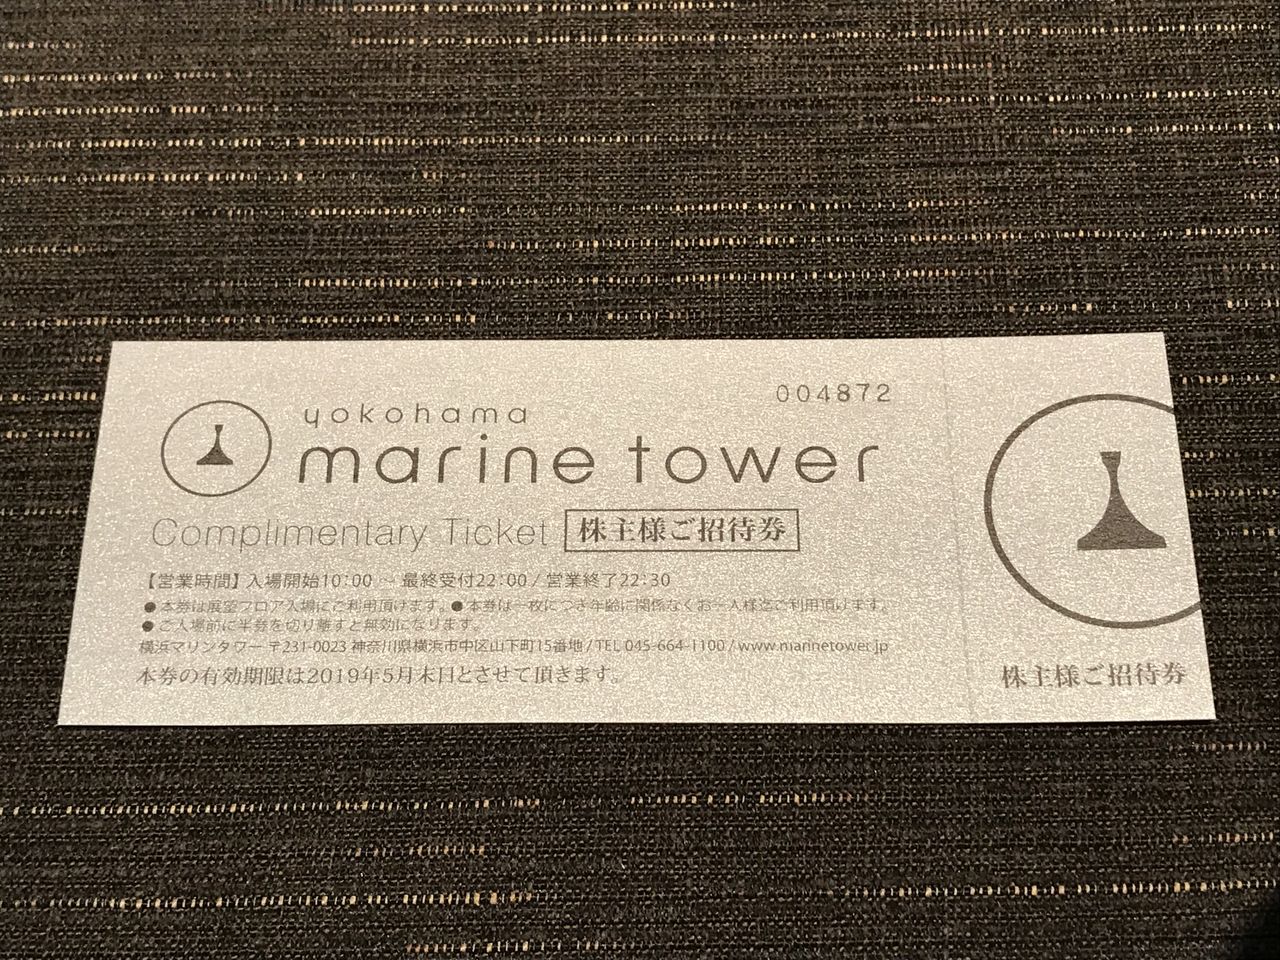 004872
yokohama
marine tower
Complimentary Ticket 株主様ご招待券
【営業時間】入場開始10:00 ～ 最終受付22:00 / 営業終了22:30
●本券は展望フロア入場にご利用頂けます。●本券は一枚につき年齢に関係なくお一人様迄ご利用頂けます。
●ご入場前に半券を切り離すと無効になります。
横浜マリンタワー 〒231-0023 神奈川県横浜市中区山下町15番地 / TEL 045-664-1100 / www.marinetower.jp
本券の有効期限は2019年5月末日とさせて頂きます。
株主様ご招待券